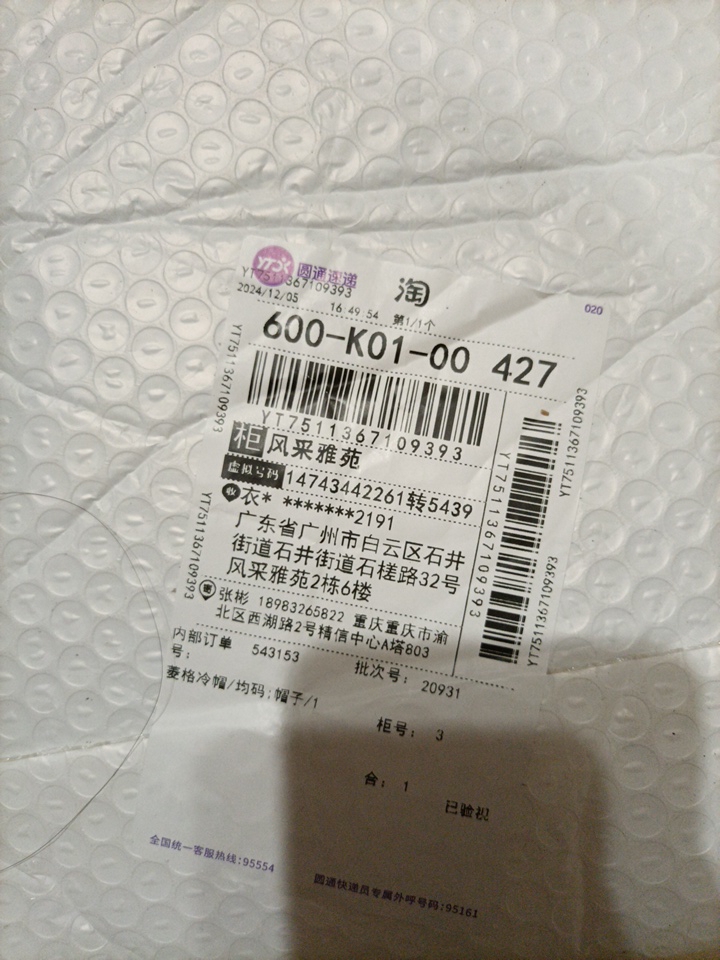 圆通速递
YT7511367109393
淘
2024/12/05 16:49:54 第1/1个
020
600-K01-00 427
YT7511367109393
柜 风采雅苑
虚拟号码 14743442261转5439
收 衣* *******2191
广东省广州市白云区石井
街道石井街道石槎路32号
风采雅苑2栋6楼
张彬 18983265822 重庆重庆市渝
北区西湖路2号精信中心A塔803
YT7511367109393
YT7511367109393
YT7511367109393
YT7511367109393
YT7511367109393
内部订单号: 543153
批次号: 20931
菱格冷帽/均码;帽子/1
柜号: 3
合: 1
已验视
全国统一客服热线:95554
圆通快递员专属外呼号码:95161